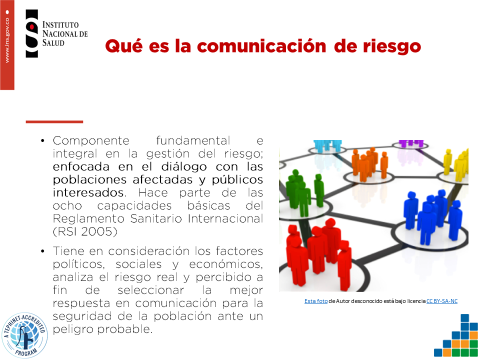 www.ins.gov.co
INSTITUTO
NACIONAL DE
SALUD
Qué es la comunicación de riesgo
• Componente fundamental e
integral en la gestión del riesgo;
enfocada en el diálogo con las
poblaciones afectadas y públicos
interesados. Hace parte de las
ocho capacidades básicas del
Reglamento Sanitario Internacional
(RSI 2005)
• Tiene en consideración los factores
políticos, sociales y económicos,
analiza el riesgo real y percibido a
fin de seleccionar la mejor
respuesta en comunicación para la
seguridad de la población ante un
peligro probable.
Esta foto de Autor desconocido está bajo licencia CC BY-SA-NC
A TEPHINET ACCREDITED
PROGRAM